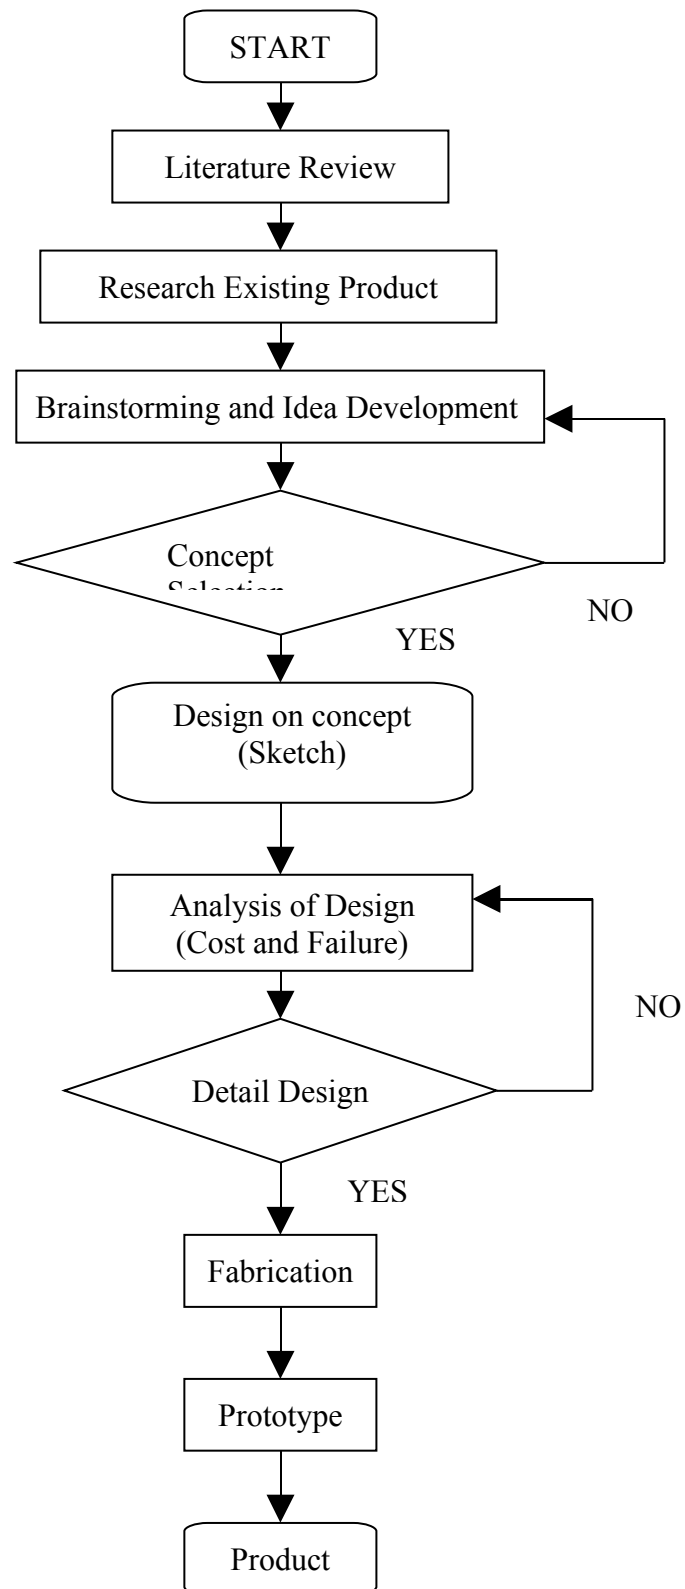 START
Literature Review
Research Existing Product
Brainstorming and Idea Development
Concept
Selection
NO
YES
Design on concept
(Sketch)
Analysis of Design
(Cost and Failure)
NO
Detail Design
YES
Fabrication
Prototype
Product